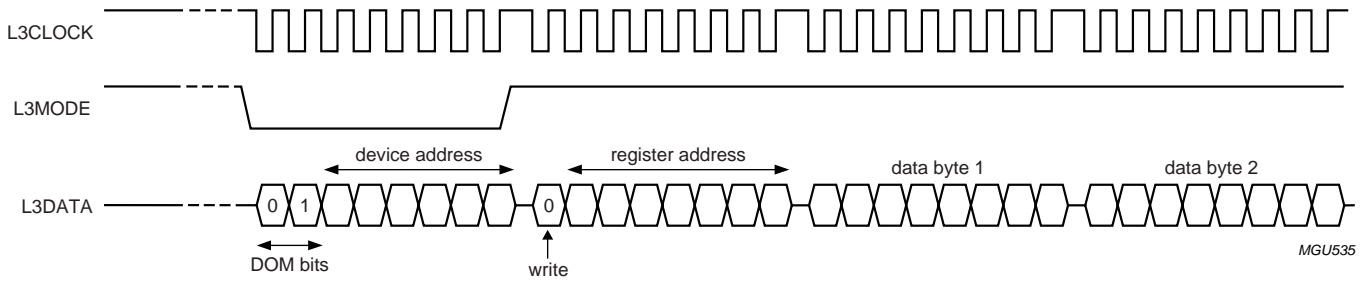 L3CLOCK
L3MODE
device address
register address
data byte 1
data byte 2
L3DATA
0 1
0
DOM bits
write
MGU535